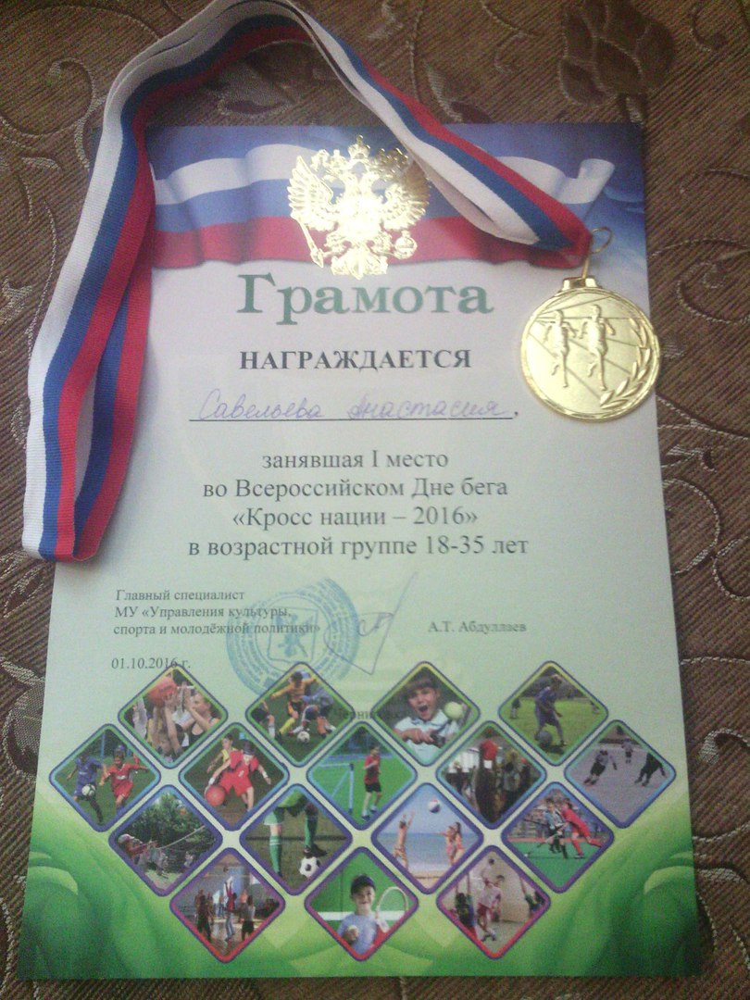 Грамота
НАГРАЖДАЕТСЯ
Савельева Анастасия,
занявшая I место
во Всероссийском Дне бега
«Кросс нации – 2016»
в возрастной группе 18-35 лет
Главный специалист
МУ «Управления культуры,
спорта и молодёжной политики»
А.Т. Абдуллаев
01.10.2016 г.